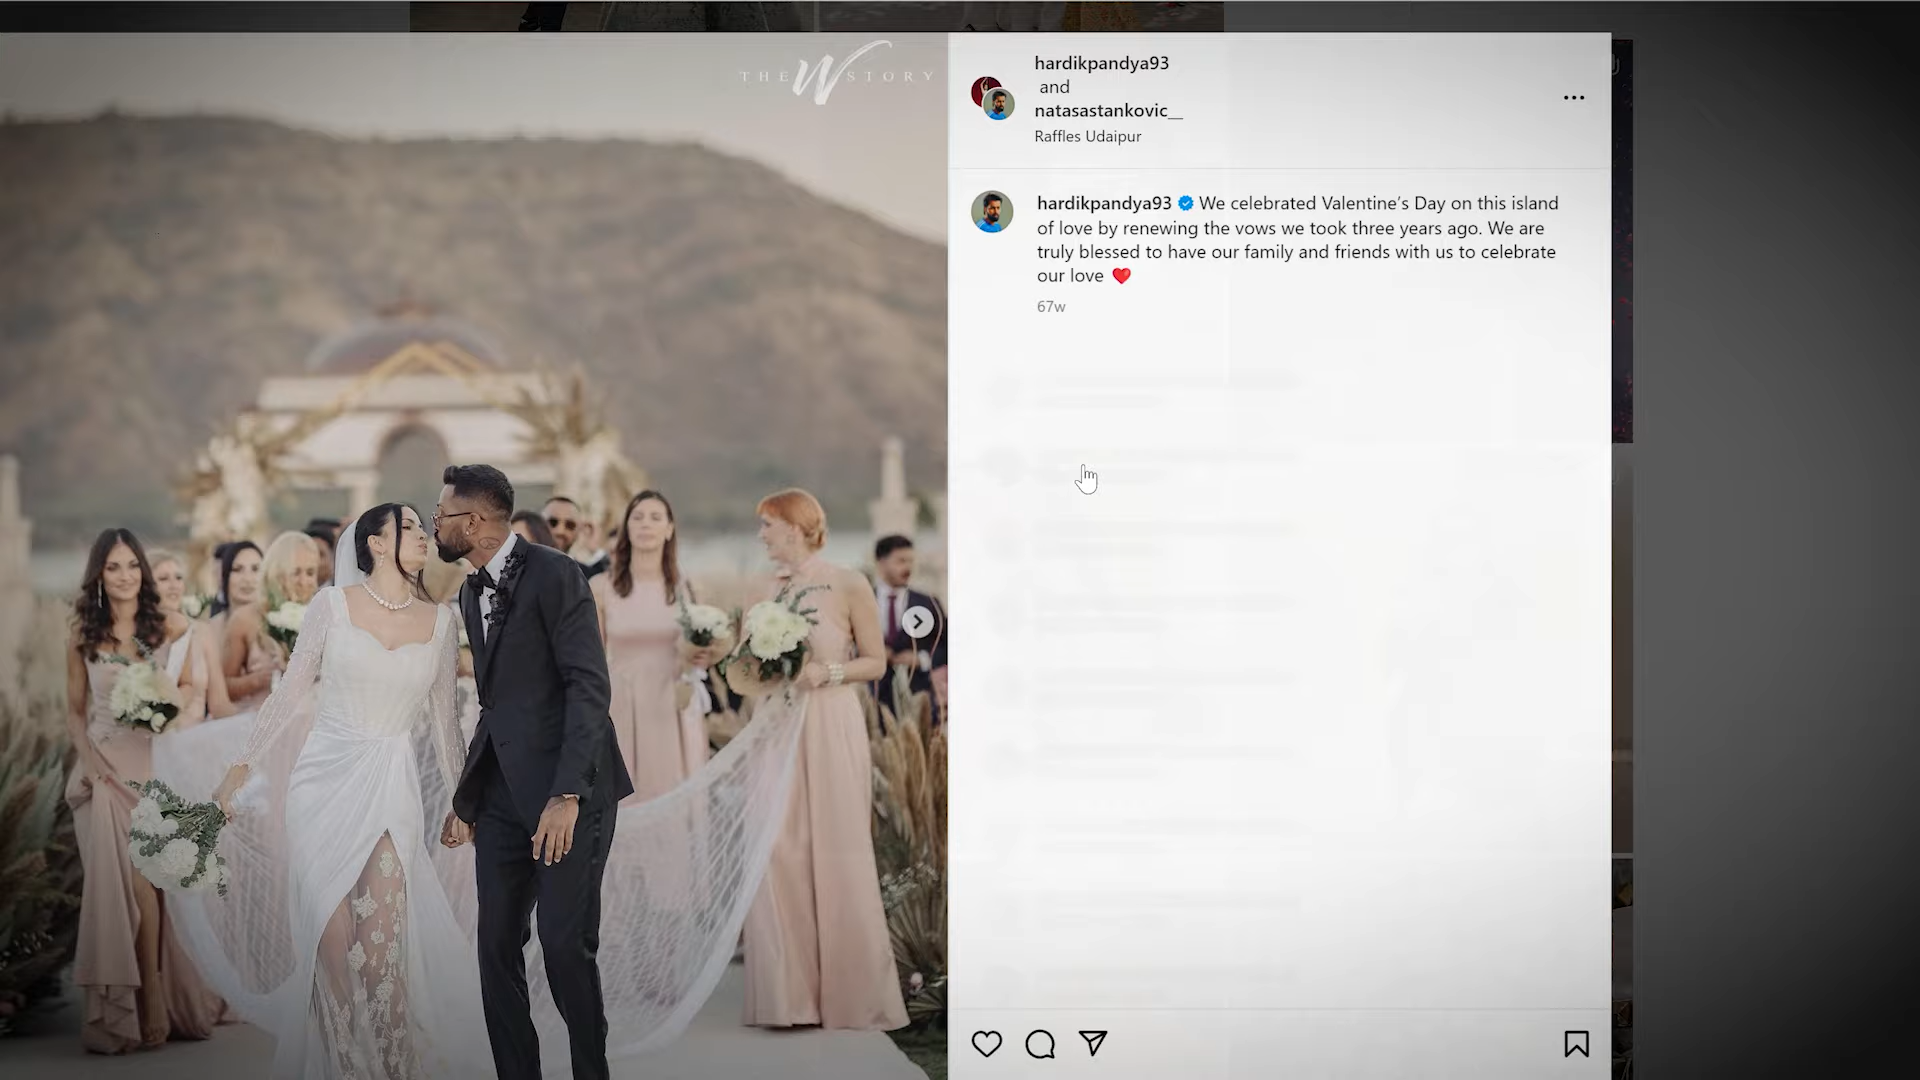 THE W STORY
hardikpandya93
and
natasastankovic__
Raffles Udaipur
hardikpandya93 We celebrated Valentine’s Day on this island
of love by renewing the vows we took three years ago. We are
truly blessed to have our family and friends with us to celebrate
our love ❤️
67w